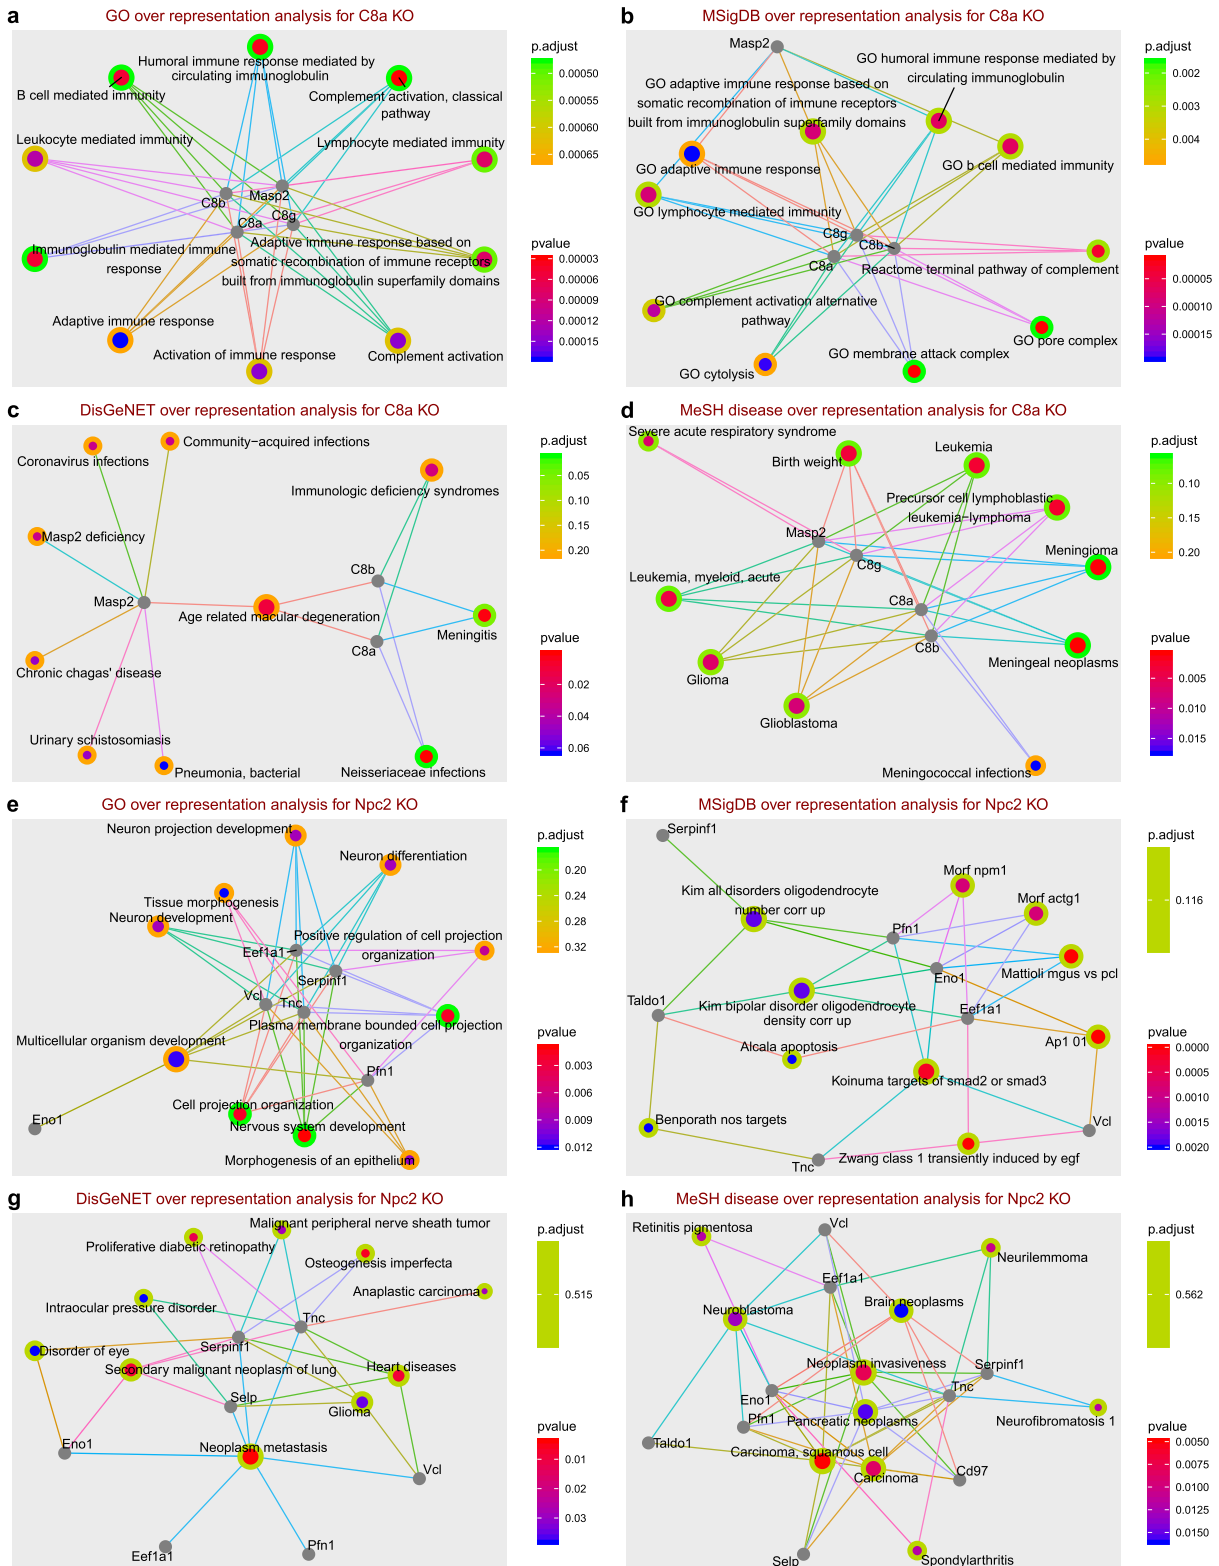 a
GO over representation analysis for C8a KO
Humoral immune response mediated by
circulating immunoglobulin
B cell mediated immunity
Complement activation, classical
pathway
Leukocyte mediated immunity
Lymphocyte mediated immunity
Masp2
C8b
C8g
C8a
Immunoglobulin mediated immune
response
Adaptive immune response based on
somatic recombination of immune receptors
built from immunoglobulin superfamily domains
Adaptive immune response
Activation of immune response
Complement activation
p.adjust
0.00050
0.00055
0.00060
0.00065
pvalue
0.00003
0.00006
0.00009
0.00012
0.00015
b
MSigDB over representation analysis for C8a KO
Masp2
GO humoral immune response mediated by
circulating immunoglobulin
GO adaptive immune response based on
somatic recombination of immune receptors
built from immunoglobulin superfamily domains
GO b cell mediated immunity
GO adaptive immune response
GO lymphocyte mediated immunity
C8g
C8b
C8a
Reactome terminal pathway of complement
GO complement activation alternative
pathway
GO pore complex
GO membrane attack complex
GO cytolysis
p.adjust
0.002
0.003
0.004
pvalue
0.00005
0.00010
0.00015
c
DisGeNET over representation analysis for C8a KO
Community−acquired infections
Coronavirus infections
Immunologic deficiency syndromes
Masp2 deficiency
C8b
Masp2
Age related macular degeneration
Meningitis
C8a
Chronic chagas' disease
Urinary schistosomiasis
Pneumonia, bacterial
Neisseriaceae infections
p.adjust
0.05
0.10
0.15
0.20
pvalue
0.02
0.04
0.06
d
MeSH disease over representation analysis for C8a KO
Severe acute respiratory syndrome
Birth weight
Leukemia
Precursor cell lymphoblastic
leukemia−lymphoma
Masp2
C8g
Meningioma
Leukemia, myeloid, acute
C8a
C8b
Meningeal neoplasms
Glioma
Glioblastoma
Meningococcal infections
p.adjust
0.10
0.15
0.20
pvalue
0.005
0.010
0.015
e
GO over representation analysis for Npc2 KO
Neuron projection development
Neuron differentiation
Tissue morphogenesis
Neuron development
Positive regulation of cell projection
organization
Eef1a1
Serpinf1
Vcl
Tnc
Plasma membrane bounded cell projection
organization
Multicellular organism development
Pfn1
Eno1
Cell projection organization
Nervous system development
Morphogenesis of an epithelium
p.adjust
0.20
0.24
0.28
0.32
pvalue
0.003
0.006
0.009
0.012
f
MSigDB over representation analysis for Npc2 KO
Serpinf1
Kim all disorders oligodendrocyte
number corr up
Morf npm1
Morf actg1
Pfn1
Mattioli mgus vs pcl
Eno1
Taldo1
Kim bipolar disorder oligodendrocyte
density corr up
Eef1a1
Alcala apoptosis
Ap1 01
Koinuma targets of smad2 or smad3
Benporath nos targets
Vcl
Tnc
Zwang class 1 transiently induced by egf
p.adjust
0.116
pvalue
0.0000
0.0005
0.0010
0.0015
0.0020
g
DisGeNET over representation analysis for Npc2 KO
Malignant peripheral nerve sheath tumor
Proliferative diabetic retinopathy
Osteogenesis imperfecta
Anaplastic carcinoma
Intraocular pressure disorder
Tnc
Serpinf1
Disorder of eye
Secondary malignant neoplasm of lung
Heart diseases
Selp
Glioma
Eno1
Neoplasm metastasis
Vcl
Eef1a1
Pfn1
p.adjust
0.515
pvalue
0.01
0.02
0.03
h
MeSH disease over representation analysis for Npc2 KO
Retinitis pigmentosa
Vcl
Neurilemmoma
Eef1a1
Neuroblastoma
Brain neoplasms
Neoplasm invasiveness
Serpinf1
Eno1
Tnc
Pfn1
Pancreatic neoplasms
Neurofibromatosis 1
Taldo1
Carcinoma, squamous cell
Carcinoma
Cd97
Selp
Spondylarthritis
p.adjust
0.562
pvalue
0.0050
0.0075
0.0100
0.0125
0.0150